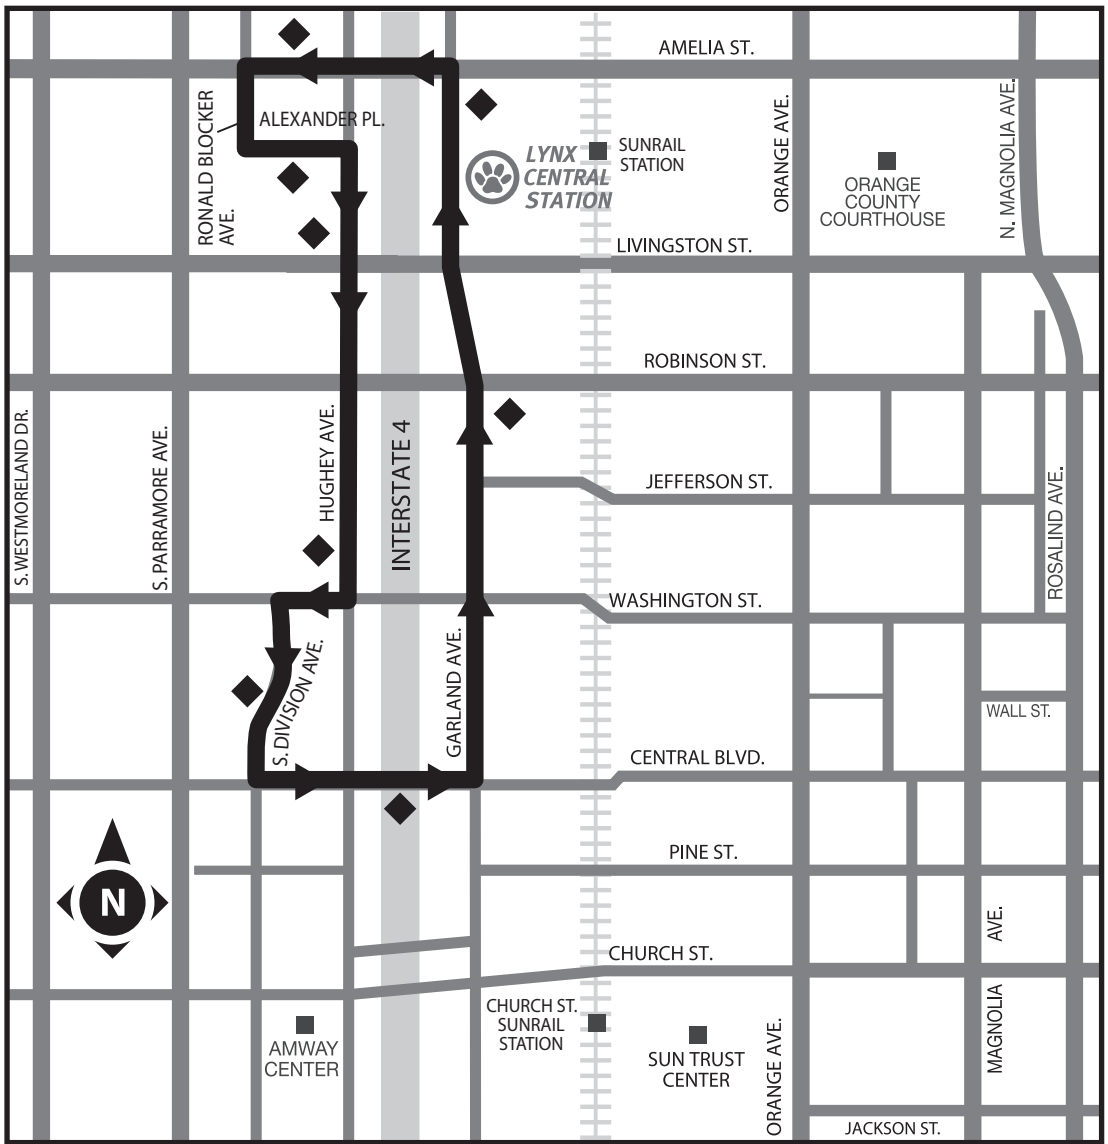 AMELIA ST.
RONALD BLOCKER
AVE.
ALEXANDER PL.
LYNX
CENTRAL
STATION
SUNRAIL
STATION
ORANGE AVE.
ORANGE
COUNTY
COURTHOUSE
N. MAGNOLIA AVE.
LIVINGSTON ST.
ROBINSON ST.
S. WESTMORELAND DR.
S. PARRAMORE AVE.
HUGHEY AVE.
INTERSTATE 4
JEFFERSON ST.
ROSALIND AVE.
WASHINGTON ST.
S. DIVISION AVE.
GARLAND AVE.
WALL ST.
CENTRAL BLVD.
PINE ST.
N
MAGNOLIA AVE.
CHURCH ST.
CHURCH ST.
SUNRAIL
STATION
AMWAY
CENTER
SUN TRUST
CENTER
ORANGE AVE.
JACKSON ST.